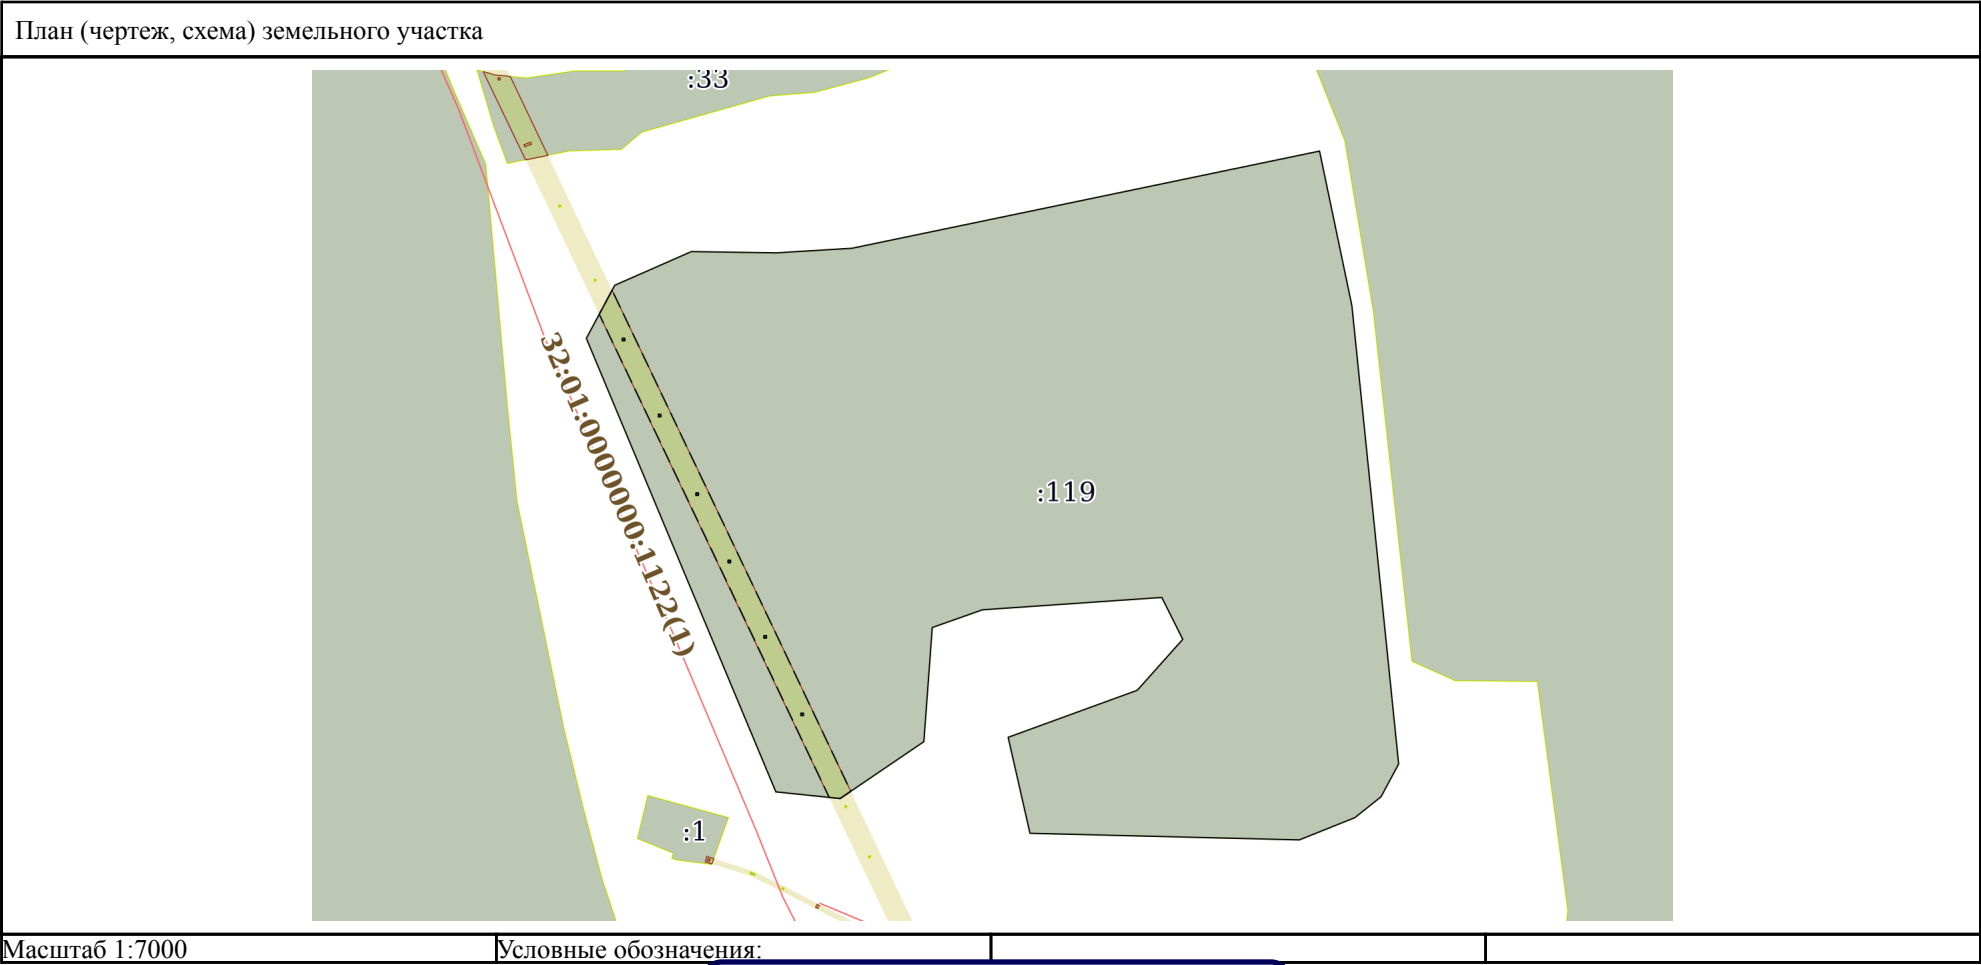 План (чертеж, схема) земельного участка
:33
32:01:0000000:1122(1)
:119
:1
Масштаб 1:7000
Условные обозначения: